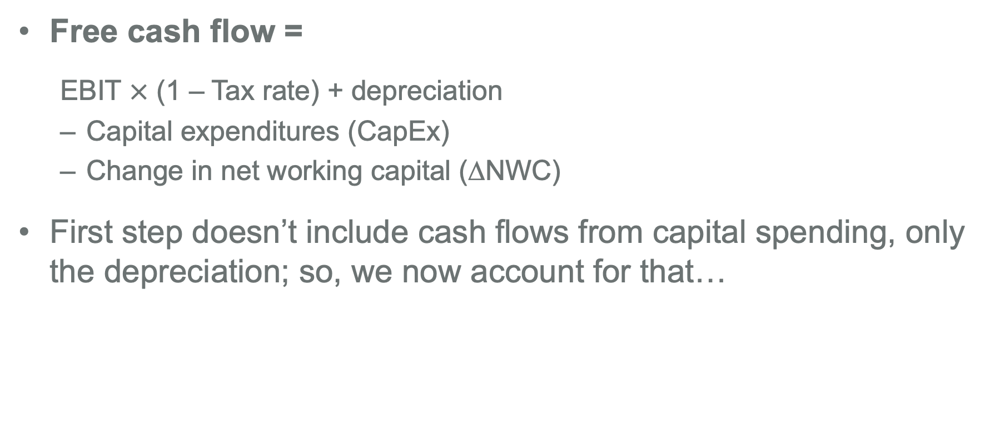 • Free cash flow =
EBIT × (1 – Tax rate) + depreciation
– Capital expenditures (CapEx)
– Change in net working capital (ΔNWC)
• First step doesn’t include cash flows from capital spending, only
the depreciation; so, we now account for that…